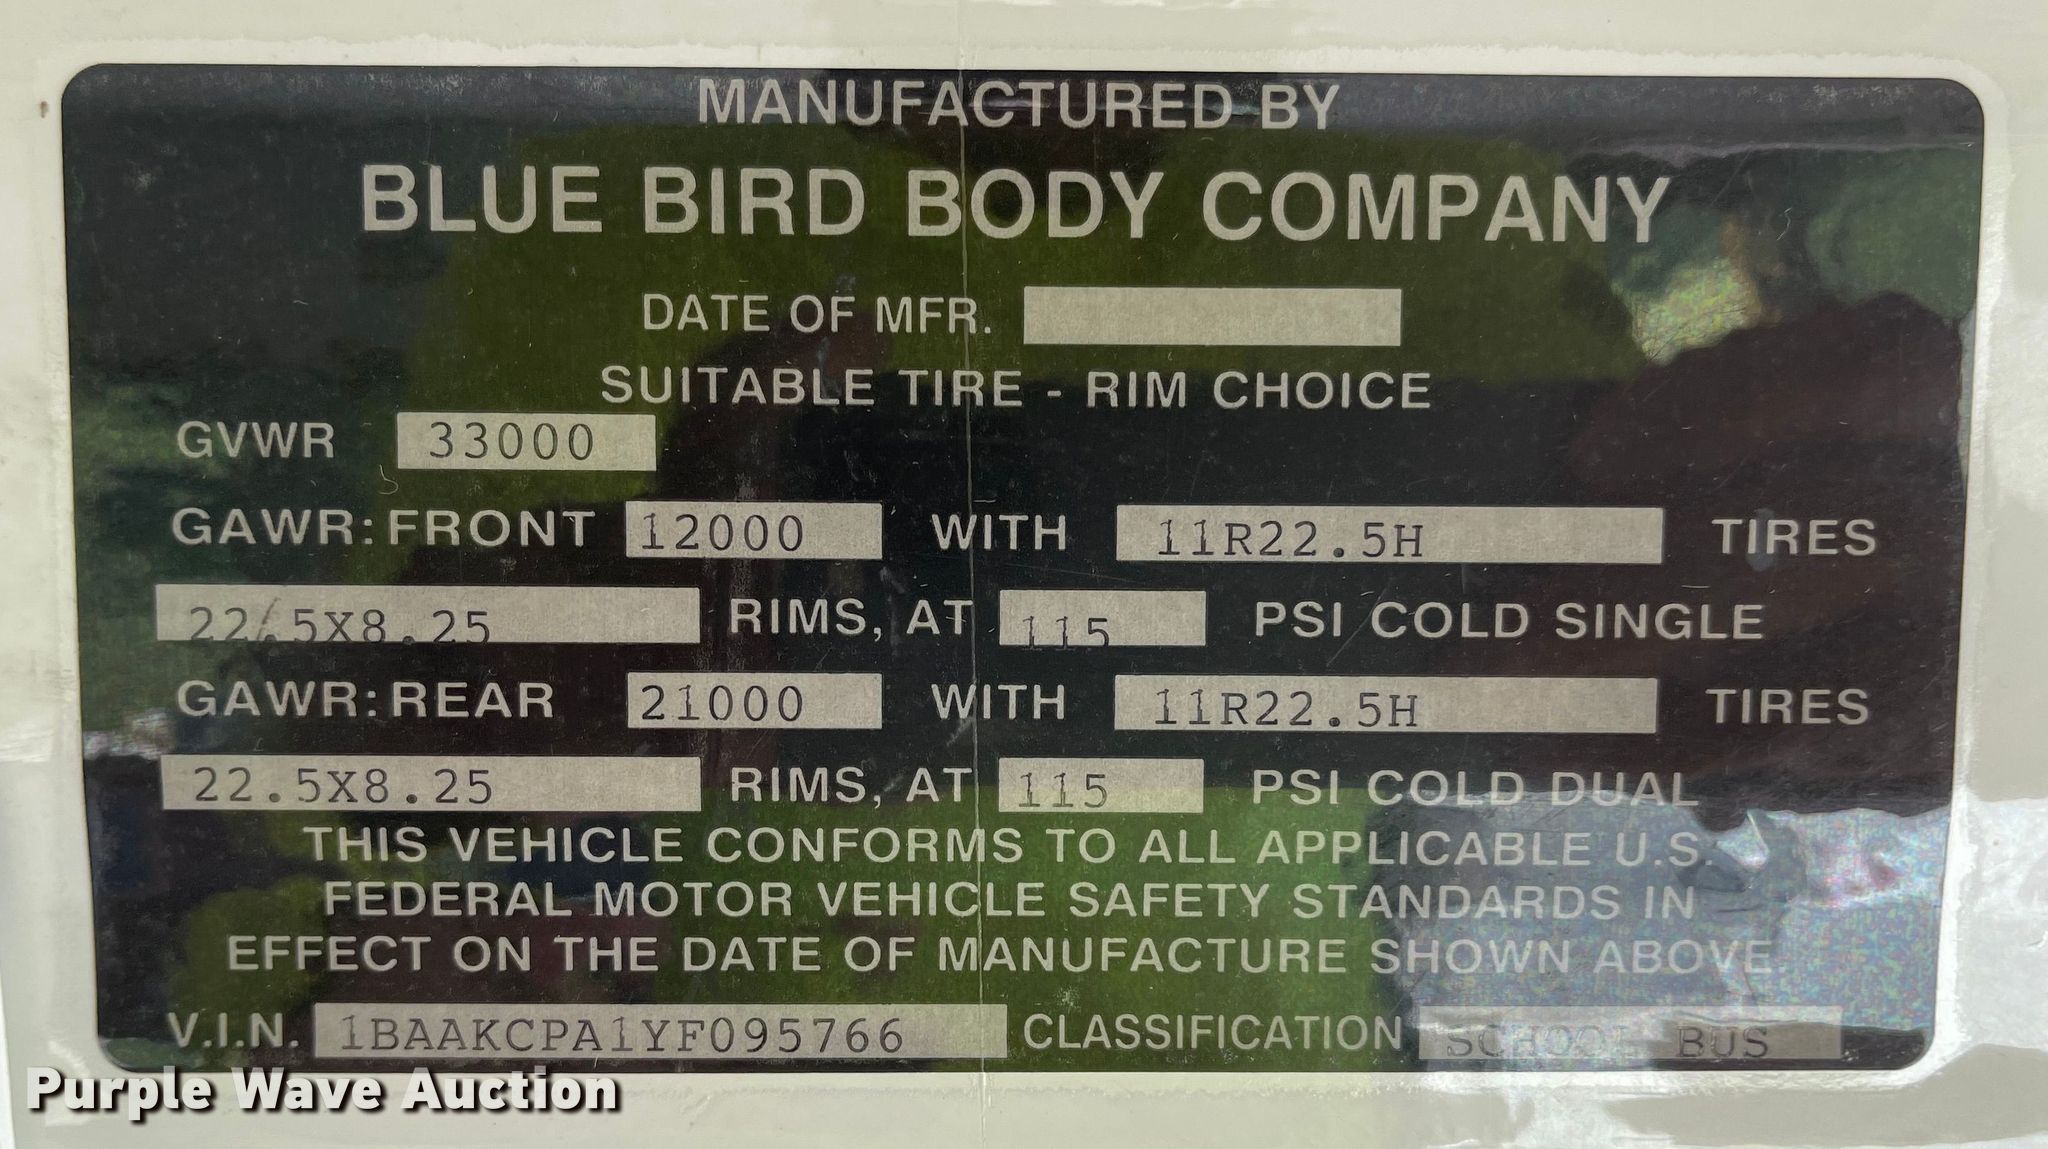 MANUFACTURED BY
BLUE BIRD BODY COMPANY
DATE OF MFR.
SUITABLE TIRE - RIM CHOICE
GVWR 33000
GAWR: FRONT 12000 WITH 11R22.5H TIRES
22.5X8.25 RIMS, AT 115 PSI COLD SINGLE
GAWR: REAR 21000 WITH 11R22.5H TIRES
22.5X8.25 RIMS, AT 115 PSI COLD DUAL
THIS VEHICLE CONFORMS TO ALL APPLICABLE U.S.
FEDERAL MOTOR VEHICLE SAFETY STANDARDS IN
EFFECT ON THE DATE OF MANUFACTURE SHOWN ABOVE.
V.I.N. 1BAAKCPA1YF095766 CLASSIFICATION SCHOOL BUS
Purple Wave Auction